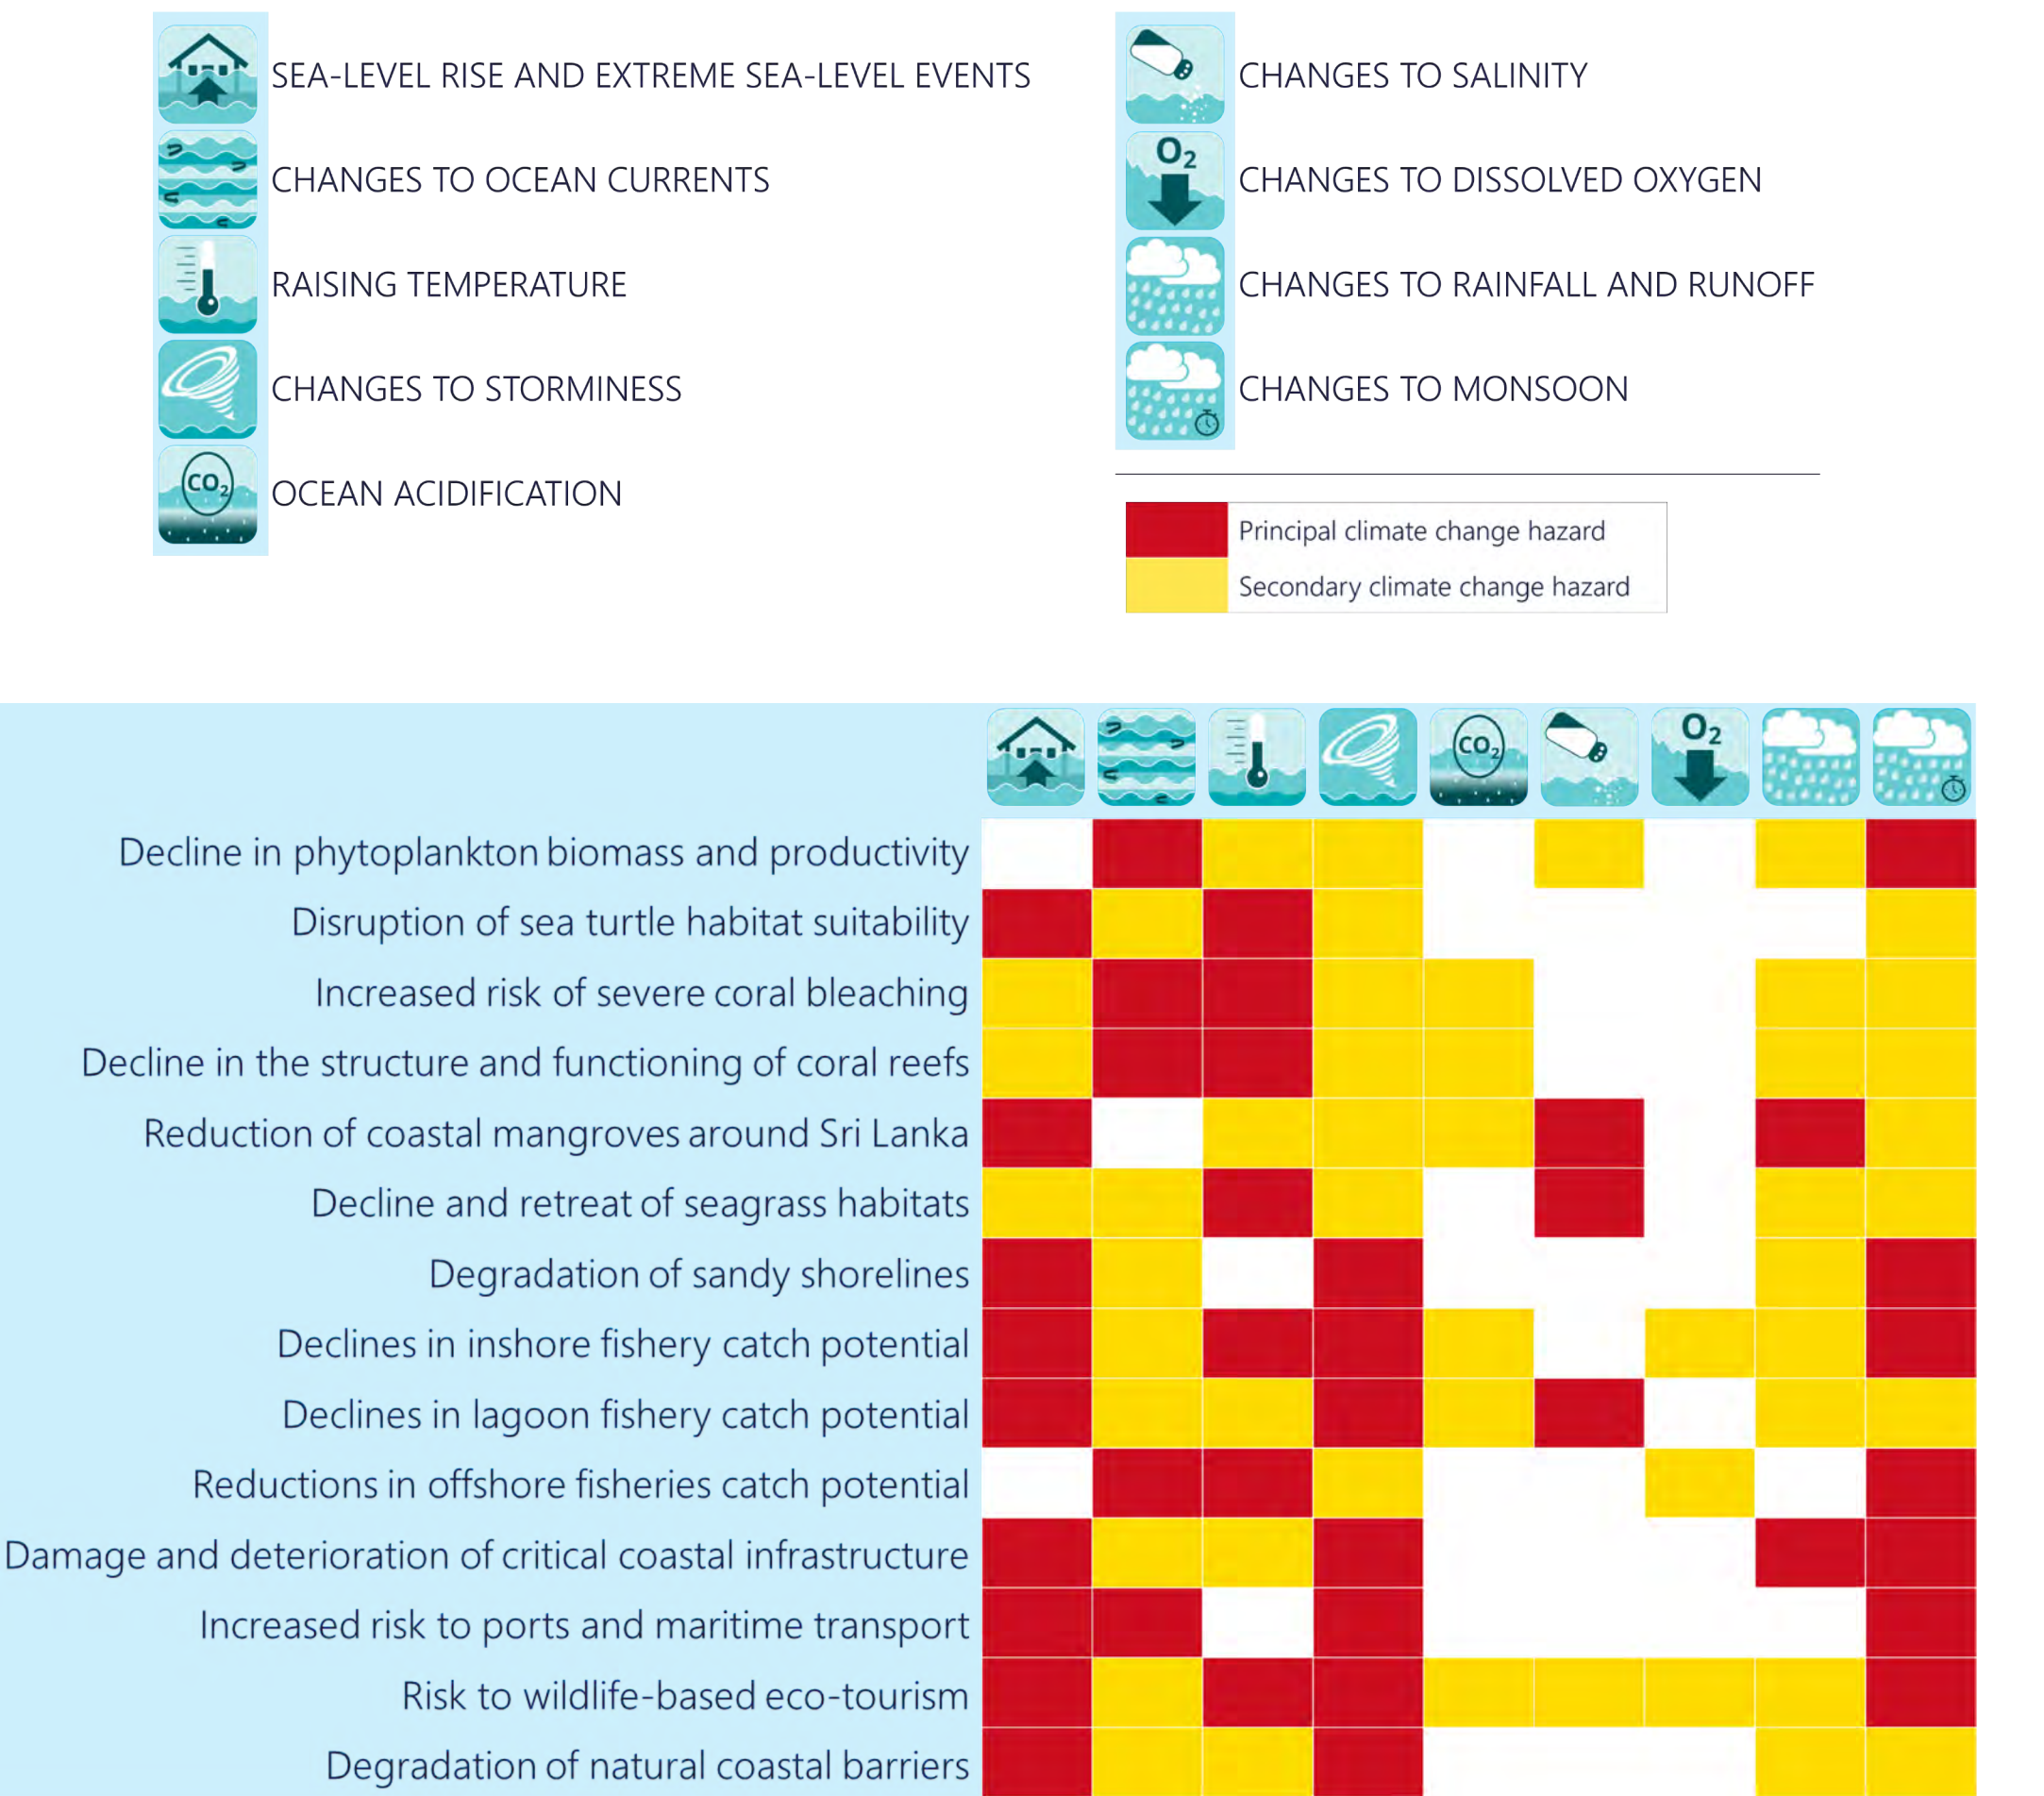 SEA-LEVEL RISE AND EXTREME SEA-LEVEL EVENTS
CHANGES TO OCEAN CURRENTS
RAISING TEMPERATURE
CHANGES TO STORMINESS
CO₂
OCEAN ACIDIFICATION
CHANGES TO SALINITY
O₂
CHANGES TO DISSOLVED OXYGEN
CHANGES TO RAINFALL AND RUNOFF
CHANGES TO MONSOON
Principal climate change hazard
Secondary climate change hazard
CO₂
O₂
Decline in phytoplankton biomass and productivity
Disruption of sea turtle habitat suitability
Increased risk of severe coral bleaching
Decline in the structure and functioning of coral reefs
Reduction of coastal mangroves around Sri Lanka
Decline and retreat of seagrass habitats
Degradation of sandy shorelines
Declines in inshore fishery catch potential
Declines in lagoon fishery catch potential
Reductions in offshore fisheries catch potential
Damage and deterioration of critical coastal infrastructure
Increased risk to ports and maritime transport
Risk to wildlife-based eco-tourism
Degradation of natural coastal barriers